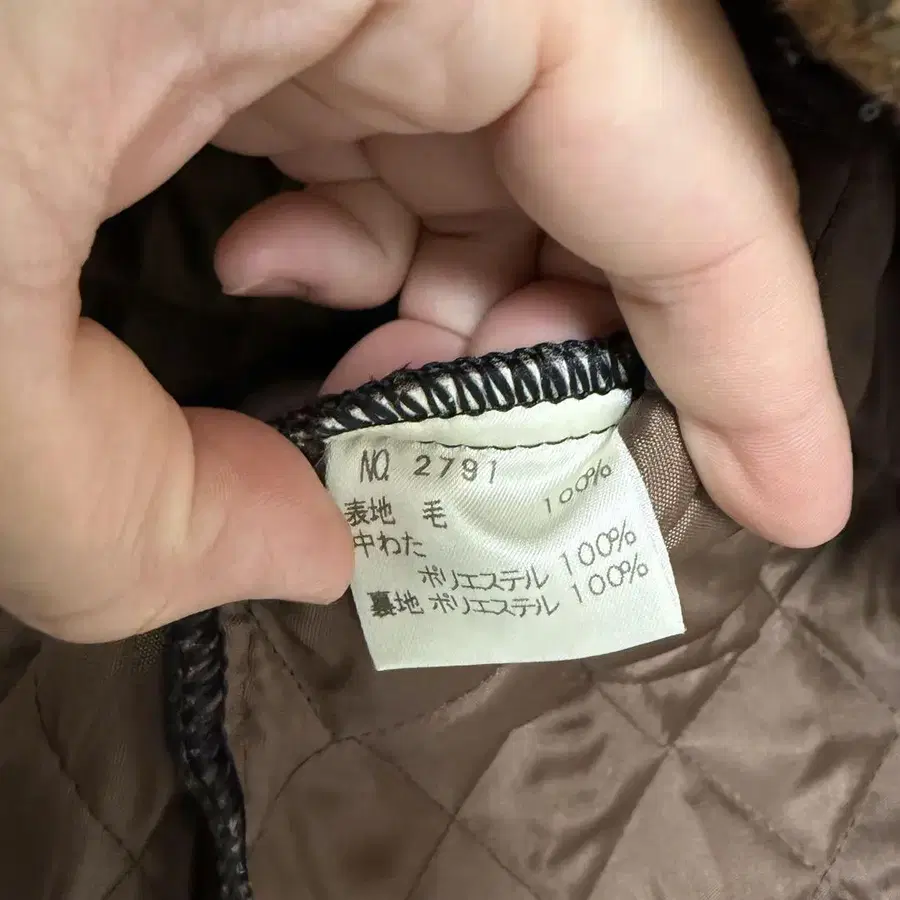 NO. 2791
表地 毛 100%
中わた
ポリエステル 100%
裏地 ポリエステル 100%